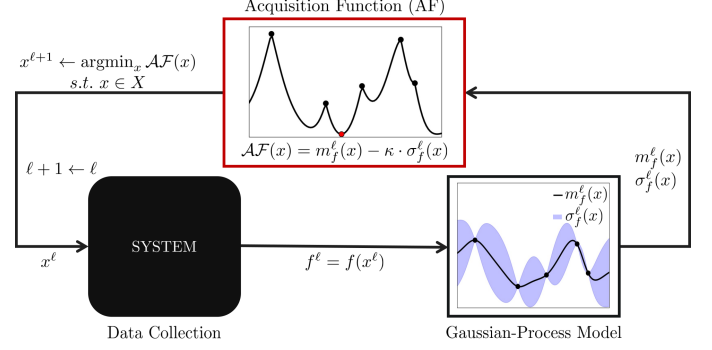 Acquisition Function (AF)
x^{ℓ+1} ← argmin_x 𝒜ℱ(x)
s.t. x ∈ X
𝒜ℱ(x) = m_f^ℓ(x) − κ · σ_f^ℓ(x)
m_f^ℓ(x)
σ_f^ℓ(x)
ℓ + 1 ← ℓ
m_f^ℓ(x)
σ_f^ℓ(x)
SYSTEM
x^ℓ
f^ℓ = f(x^ℓ)
Data Collection
Gaussian-Process Model